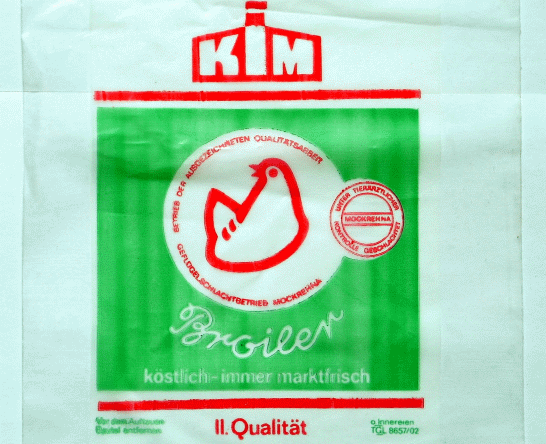 KIM
BETRIEB DER AUSGEZEICHNETEN QUALITÄTSARBEIT
GEFLÜGELSCHLACHTBETRIEB MOCKREHNA
UNTER TIERÄRZTLICHER
MOCKREHNA
KONTROLLE GESCHLACHTET
Broiler
köstlich-immer marktfrisch
Vor dem Auftauen
Beutel entfernen
II. Qualität
o. Innereien
TGL 8657/02